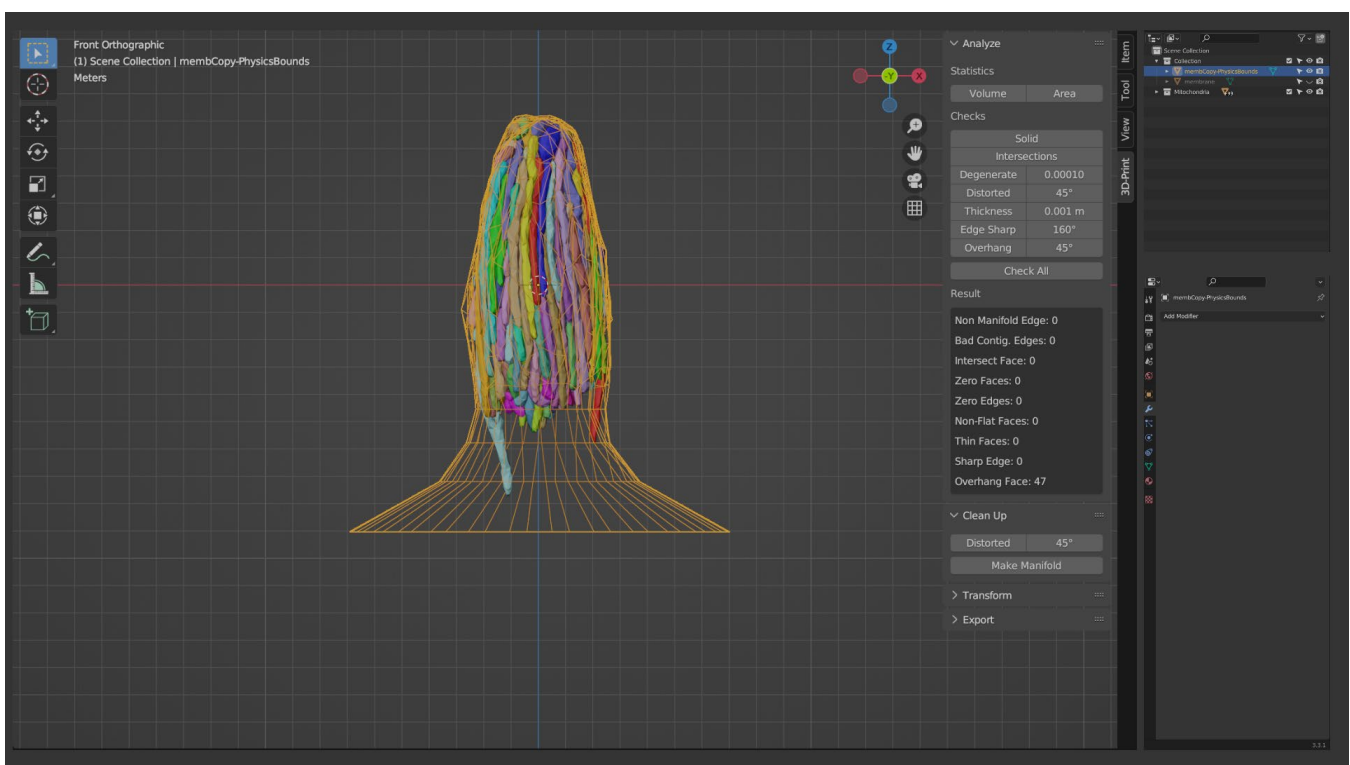 Front Orthographic
(1) Scene Collection | membCopy-PhysicsBounds
Meters
Z
-Y
X
Analyze
Statistics
Volume Area
Checks
Solid
Intersections
Degenerate 0.00010
Distorted 45°
Thickness 0.001 m
Edge Sharp 160°
Overhang 45°
Check All
Result
Non Manifold Edge: 0
Bad Contig. Edges: 0
Intersect Face: 0
Zero Faces: 0
Zero Edges: 0
Non-Flat Faces: 0
Thin Faces: 0
Sharp Edge: 0
Overhang Face: 47
Clean Up
Distorted 45°
Make Manifold
Transform
Export
Item
Tool
View
3D-Print
Scene Collection
Collection
membCopy-PhysicsBounds
membrane
Mitochondria
membCopy-PhysicsBounds
Add Modifier
3.3.1